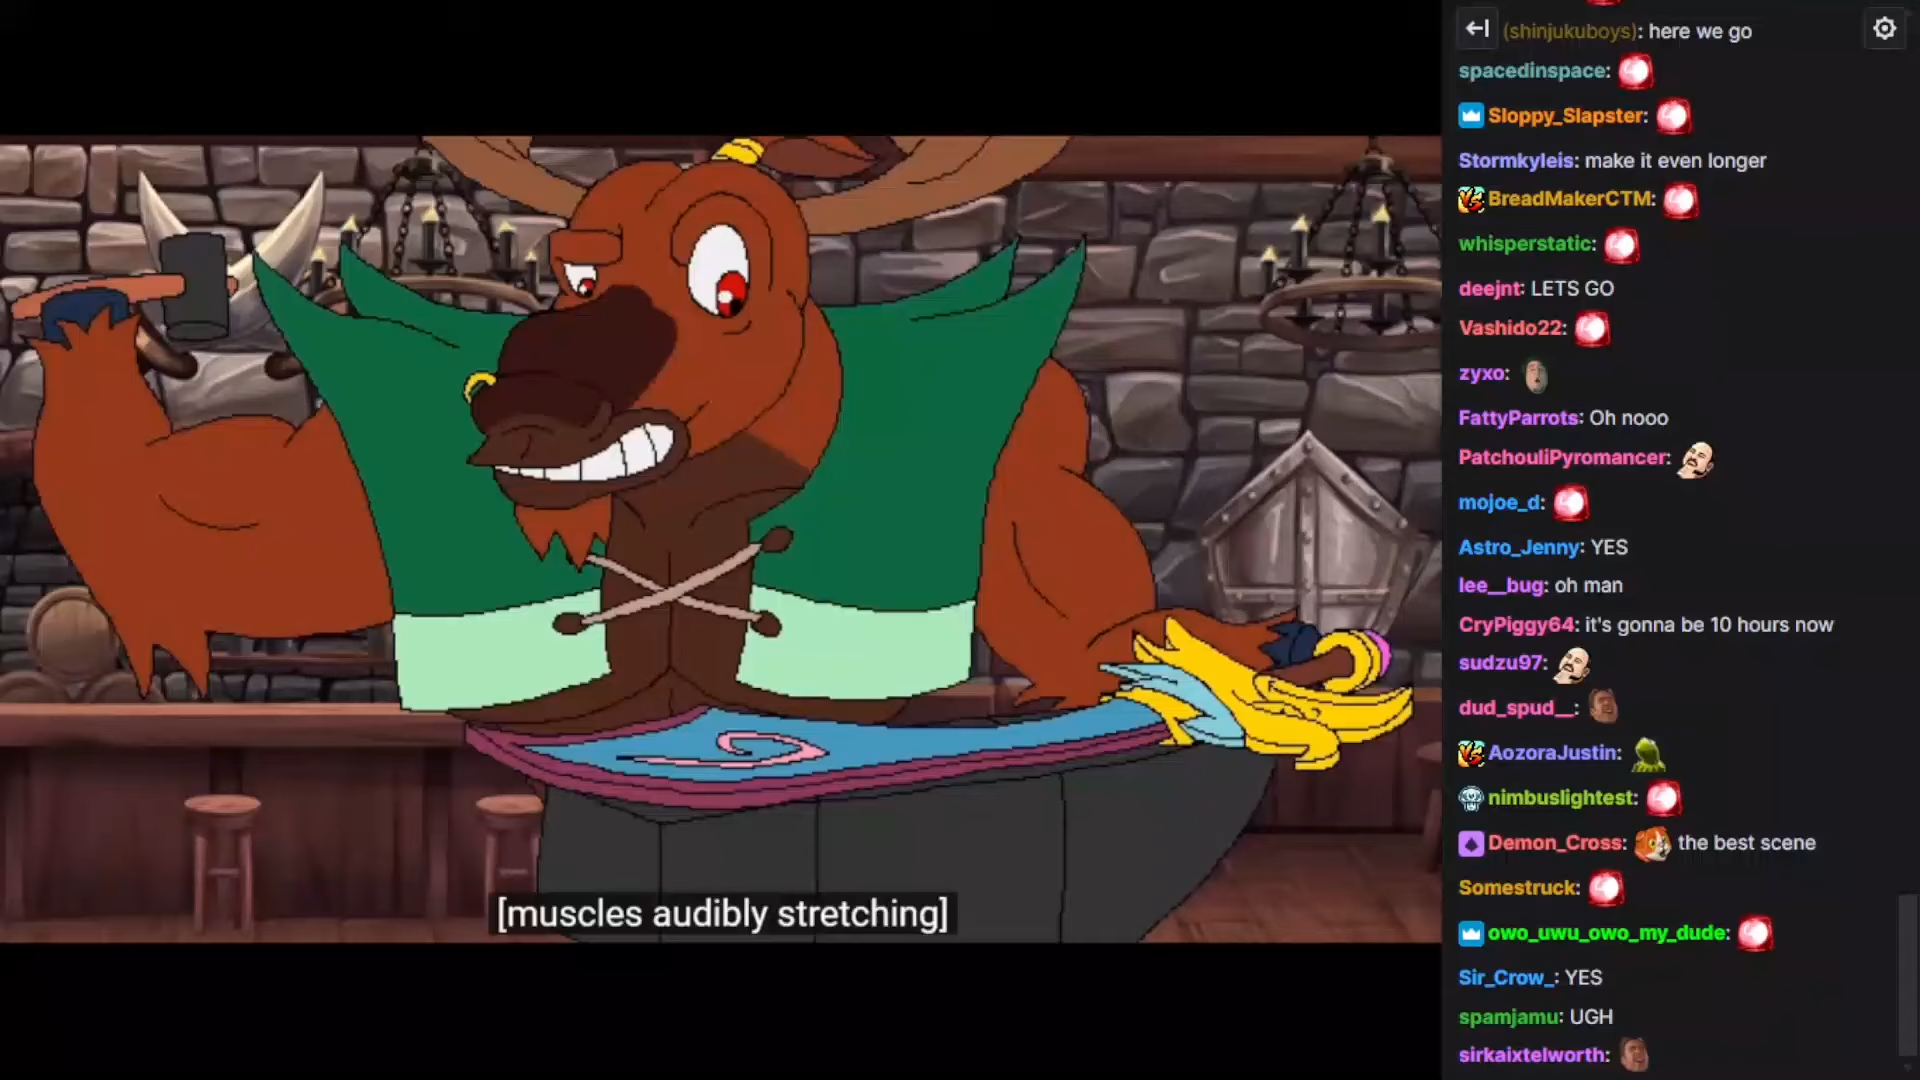 [muscles audibly stretching]
(shinjukuboys): here we go
spacedinspace:
Sloppy_Slapster:
Stormkyleis: make it even longer
BreadMakerCTM:
whisperstatic:
deejnt: LETS GO
Vashido22:
zyxo:
FattyParrots: Oh nooo
PatchouliPyromancer:
mojoe_d:
Astro_Jenny: YES
lee__bug: oh man
CryPiggy64: it's gonna be 10 hours now
sudzu97:
dud_spud__:
AozoraJustin:
nimbuslightest:
Demon_Cross: the best scene
Somestruck:
owo_uwu_owo_my_dude:
Sir_Crow_: YES
spamjamu: UGH
sirkaixtelworth: